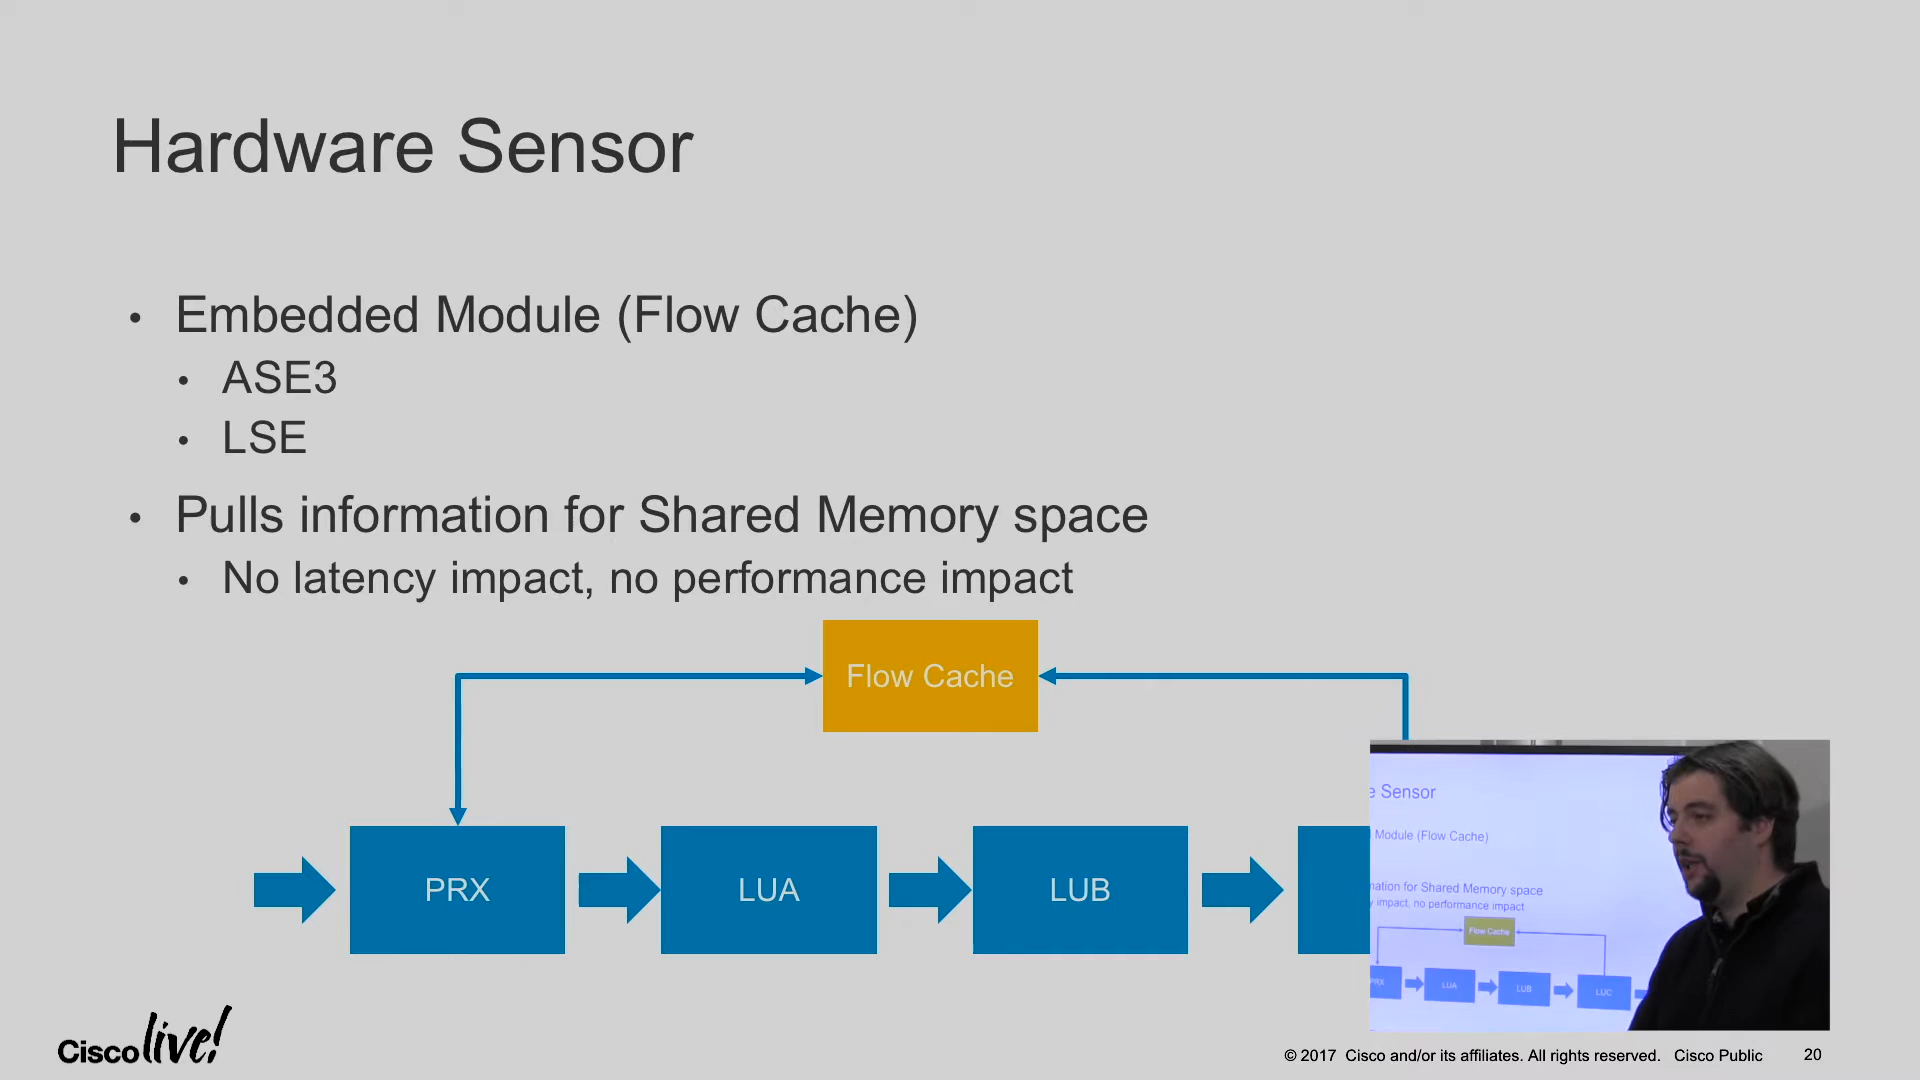 Hardware Sensor
• Embedded Module (Flow Cache)
• ASE3
• LSE
• Pulls information for Shared Memory space
• No latency impact, no performance impact
Flow Cache
PRX
LUA
LUB
e Sensor
Module (Flow Cache)
mation for Shared Memory space
impact, no performance impact
Flow Cache
PRX
LUA
LUB
LUC
Cisco live!
© 2017 Cisco and/or its affiliates. All rights reserved. Cisco Public
20